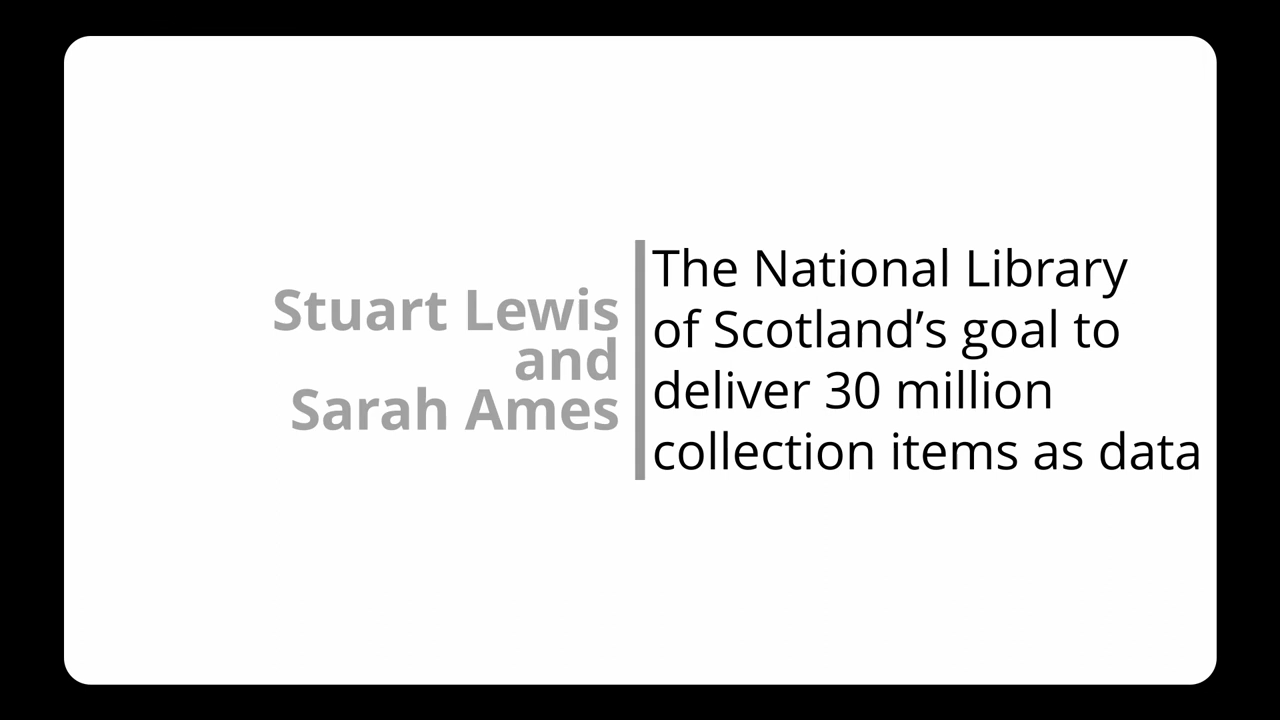 Stuart Lewis
and
Sarah Ames
The National Library
of Scotland’s goal to
deliver 30 million
collection items as data